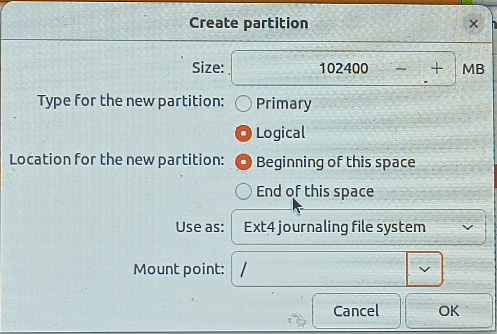 Create partition
Size: 102400 MB
Type for the new partition: Primary
Logical
Location for the new partition: Beginning of this space
End of this space
Use as: Ext4 journaling file system
Mount point: /
Cancel OK